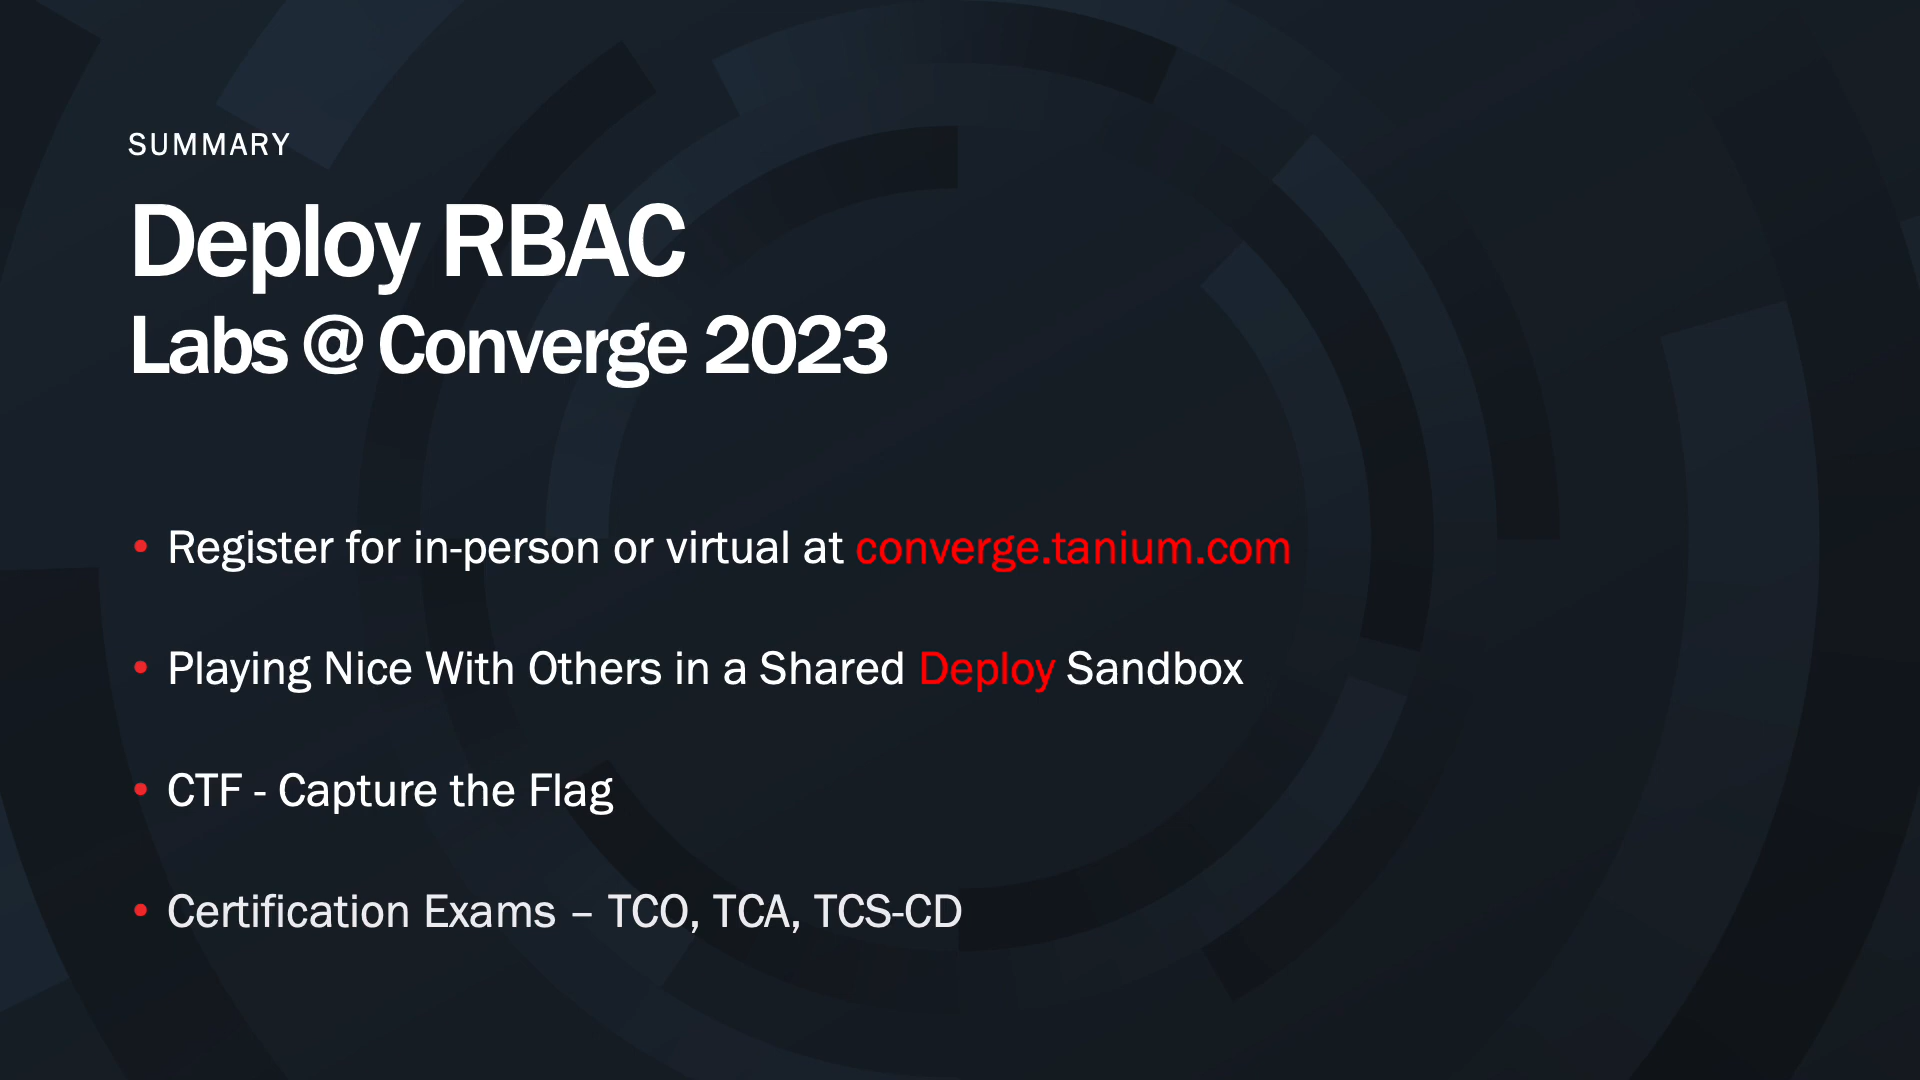 SUMMARY
Deploy RBAC
Labs @ Converge 2023
• Register for in-person or virtual at converge.tanium.com
• Playing Nice With Others in a Shared Deploy Sandbox
• CTF - Capture the Flag
• Certification Exams – TCO, TCA, TCS-CD